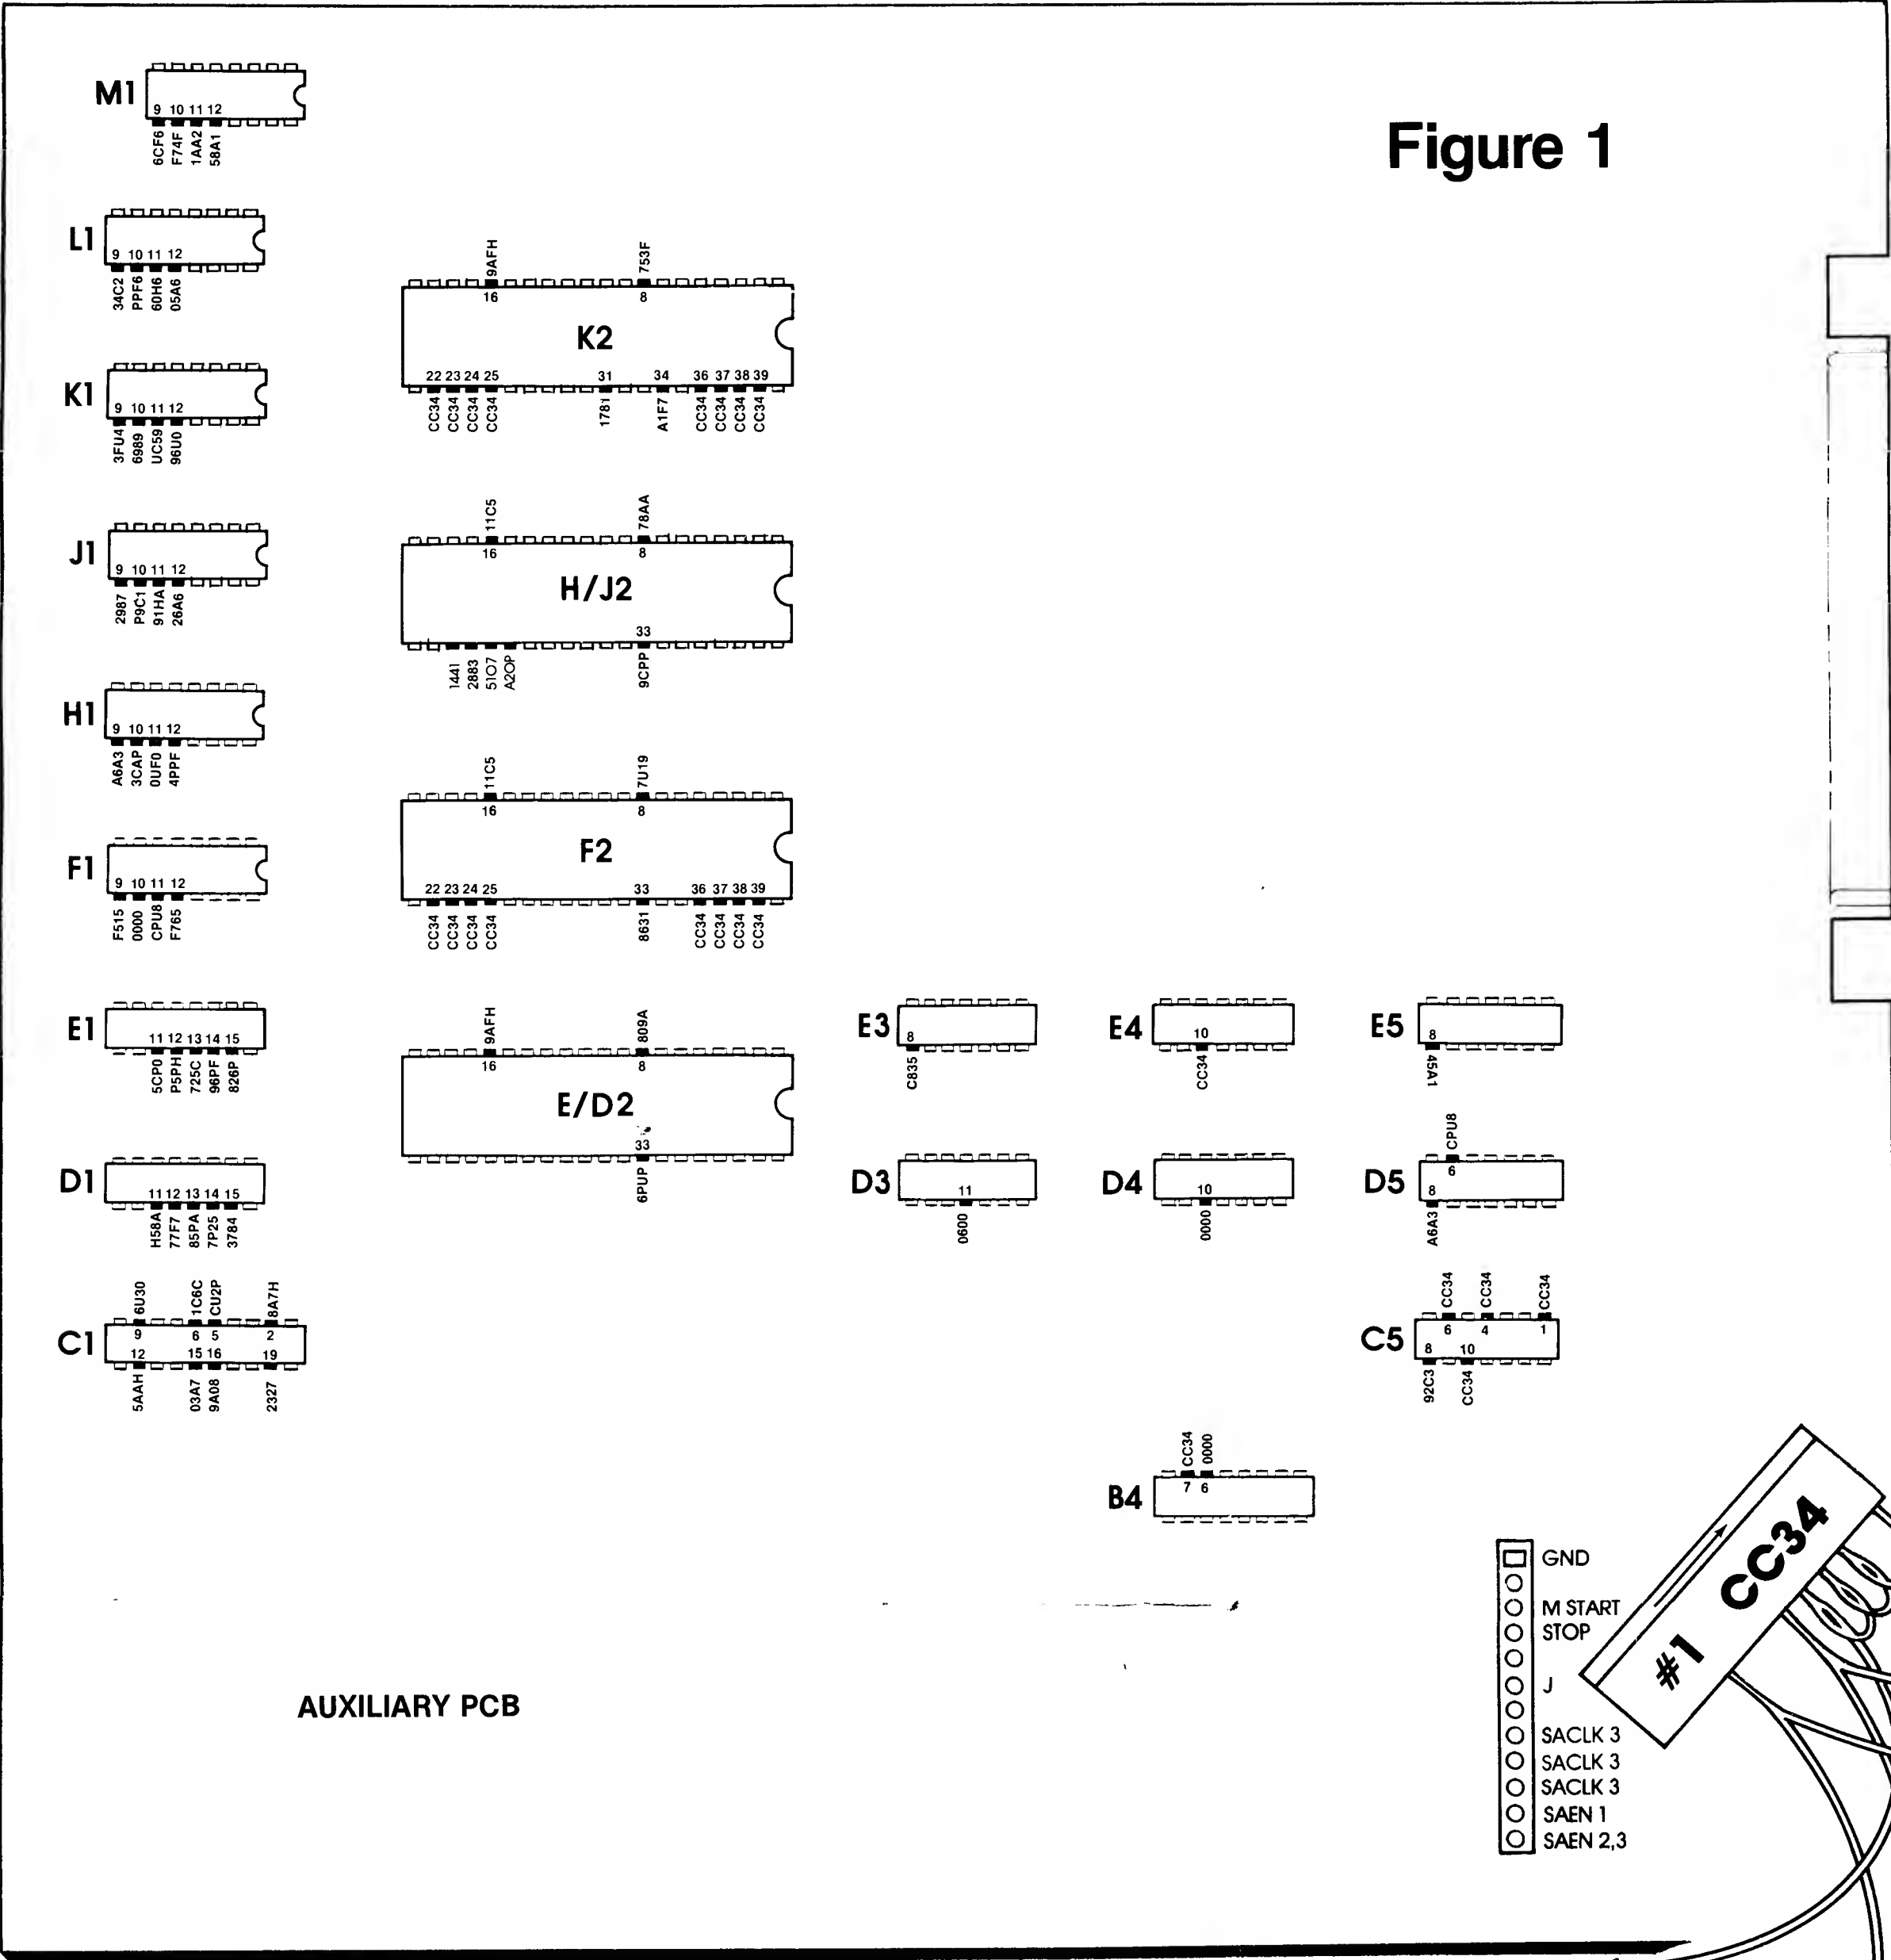 Figure 1
M1
9 10 11 12
6CF6 F74F 1AA2 58A1
L1
9 10 11 12
34C2 PPF6 60H6 05A6
K1
9 10 11 12
3FU4 6989 UC59 96U0
J1
9 10 11 12
2987 P9C1 91HA 26A6
H1
9 10 11 12
A6A3 3CAP 0UF0 4PPF
F1
9 10 11 12
F515 0000 CPU8 F765
E1
11 12 13 14 15
5CP0 P5PH 725C 96PF 826P
D1
11 12 13 14 15
H58A 77F7 85PA 7P25 3784
6U30 1C6C CU2P 8A7H
9 6 5 2
C1
12 15 16 19
5AAH 03A7 9A08 2327
9AFH 753F
16 8
K2
22 23 24 25 31 34 36 37 38 39
CC34 CC34 CC34 CC34 1781 A1F7 CC34 CC34 CC34 CC34
11C5 78AA
16 8
H/J2
33
1441 2883 51O7 A2OP 9CPP
11C5 7U19
16 8
F2
22 23 24 25 33 36 37 38 39
CC34 CC34 CC34 CC34 8631 CC34 CC34 CC34 CC34
9AFH 809A
16 8
E/D2
33
6PUP
E3
8
C835
E4
10
CC34
E5
8
45A1
D3
11
0600
D4
10
0000
CPU8
6
D5
8
A6A3
CC34 CC34 CC34
6 4 1
C5
8 10
92C3 CC34
CC34 0000
7 6
B4
#1 CC34
GND
M START
STOP
J
SACLK 3
SACLK 3
SACLK 3
SAEN 1
SAEN 2,3
AUXILIARY PCB